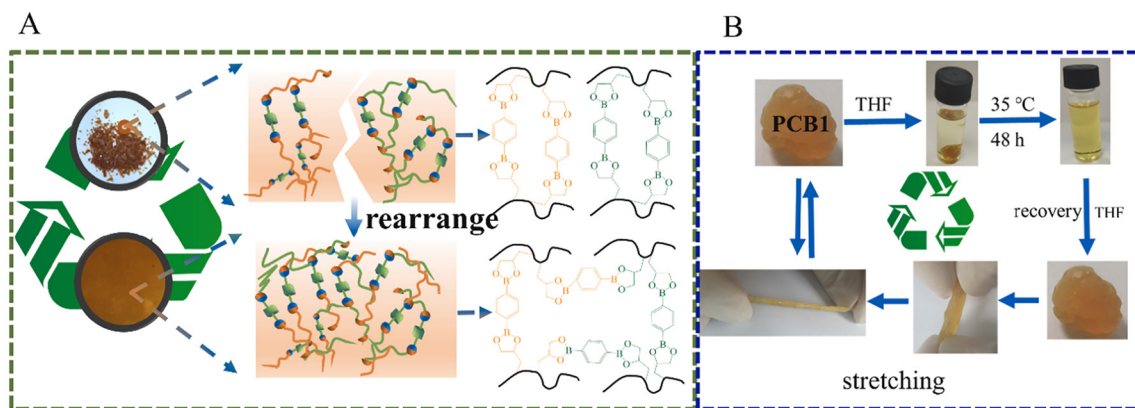 A
B
rearrange
PCB1
THF
35 ℃
48 h
recovery
THF
stretching
O O
B
B
O O
O O
B
B
O O
O O
B
B
O O
O O
B
B
O O